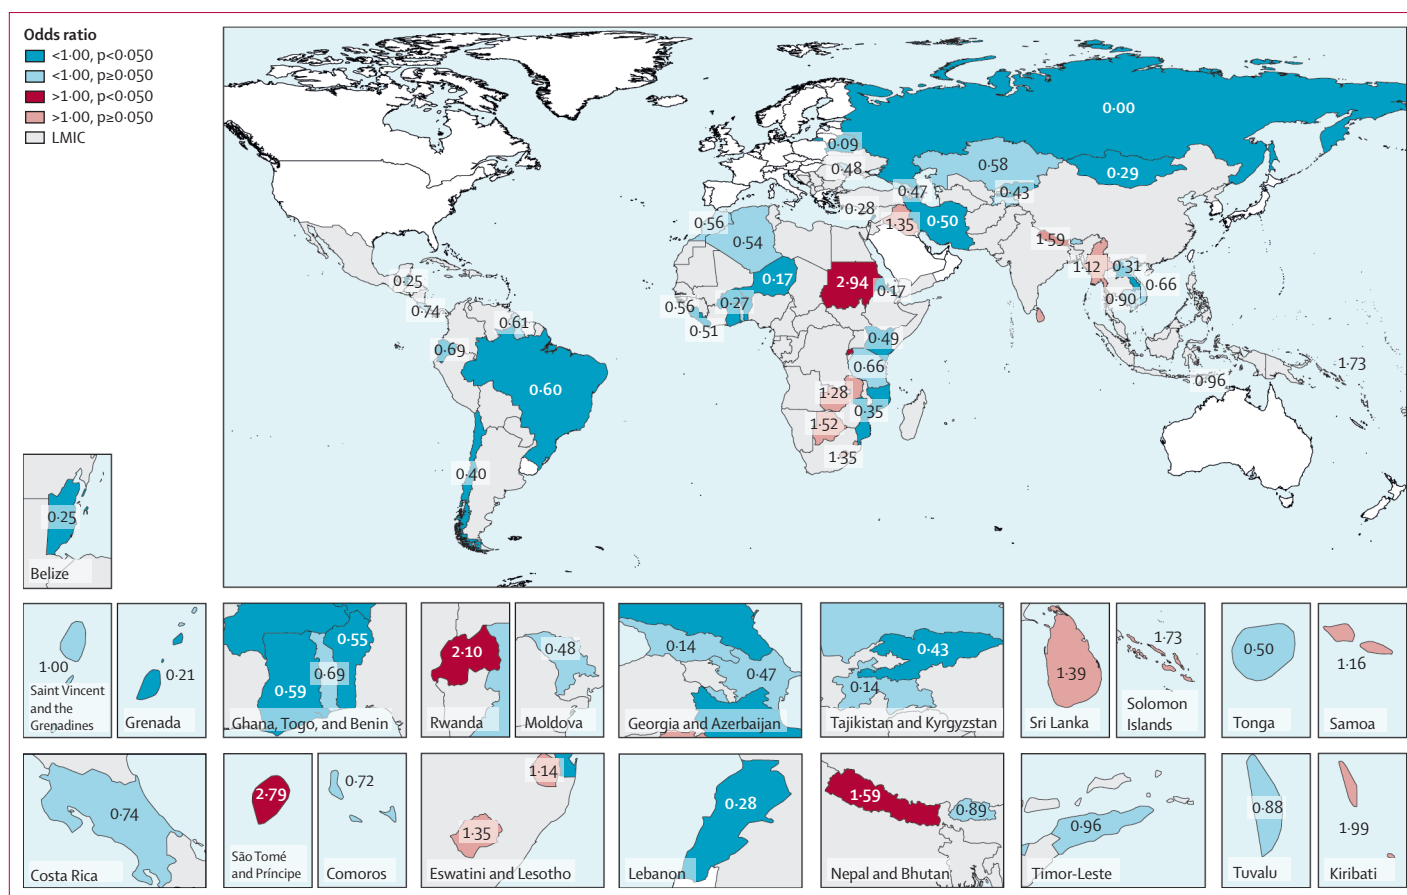 Odds ratio
<1·00, p<0·050
<1·00, p≥0·050
>1·00, p<0·050
>1·00, p≥0·050
LMIC
0·00
0·09
0·48
0·58
0·29
0·47
0·43
0·28
0·56
1·35
0·50
0·54
1·59
0·17
2·94
0·17
1·12
0·31
0·66
0·25
0·90
0·56
0·27
0·74
0·61
0·51
0·49
0·69
0·66
1·73
0·96
0·60
1·28
0·35
1·52
1·35
0·40
0·25
Belize
1·00
Saint Vincent
and the
Grenadines
0·21
Grenada
0·55
0·69
0·59
Ghana, Togo, and Benin
2·10
Rwanda
0·48
Moldova
0·14
0·47
Georgia and Azerbaijan
0·43
0·14
Tajikistan and Kyrgyzstan
1·39
Sri Lanka
1·73
Solomon
Islands
0·50
Tonga
1·16
Samoa
0·74
Costa Rica
2·79
São Tomé
and Príncipe
0·72
Comoros
1·14
1·35
Eswatini and Lesotho
0·28
Lebanon
1·59
0·89
Nepal and Bhutan
0·96
Timor-Leste
0·88
Tuvalu
1·99
Kiribati